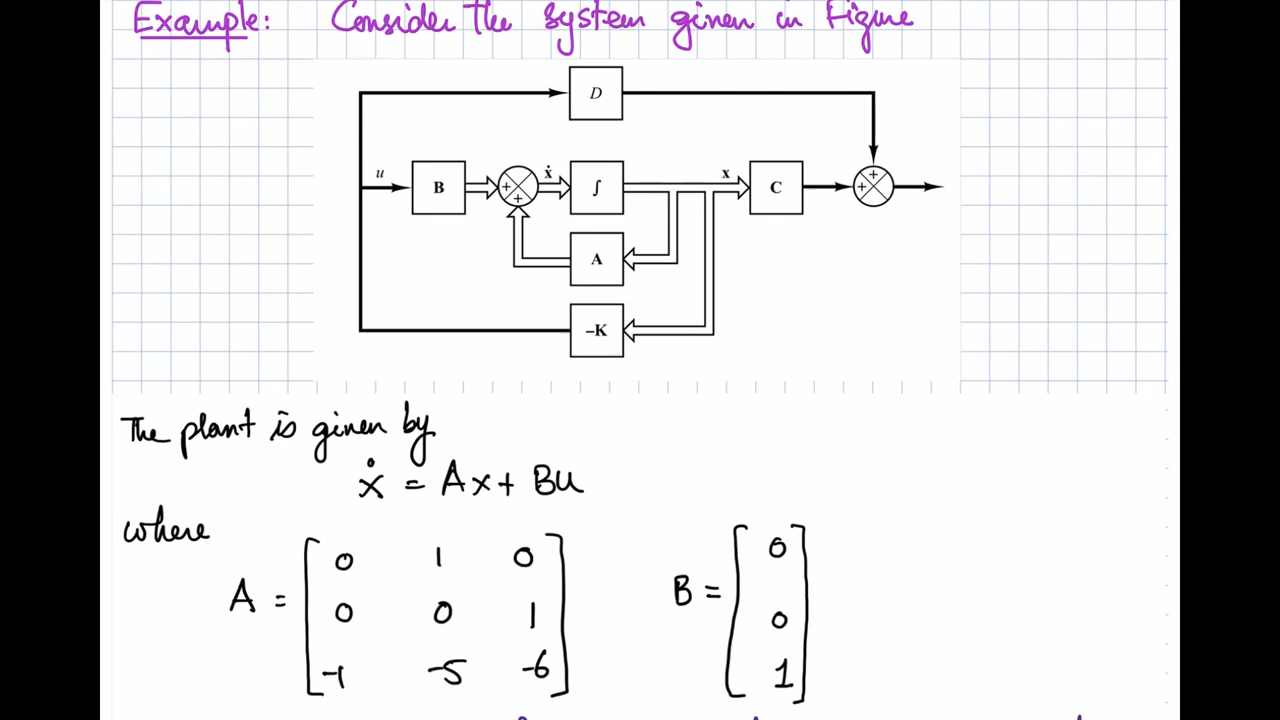 Example: Consider the system given in Figure
D
u
B
+
+
ẋ
∫
x
C
+
+
A
–K
The plant is given by
ẋ = Ax + Bu
where
A = [ 0 1 0
0 0 1
-1 -5 -6 ]
B = [ 0
0
1 ]